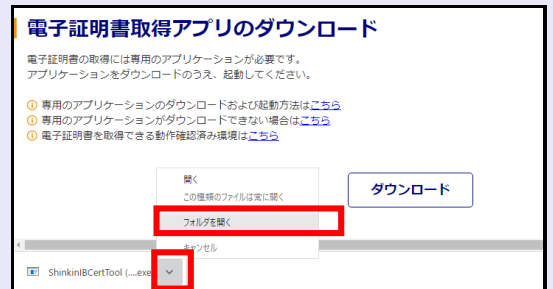 電子証明書取得アプリのダウンロード
電子証明書の取得には専用のアプリケーションが必要です。
アプリケーションをダウンロードのうえ、起動してください。
専用のアプリケーションのダウンロードおよび起動方法はこちら
専用のアプリケーションがダウンロードできない場合はこちら
電子証明書を取得できる動作確認済み環境はこちら
開く
この種類のファイルは常に開く
ダウンロード
フォルダを開く
キャンセル
ShinkinIBCertTool (....exe